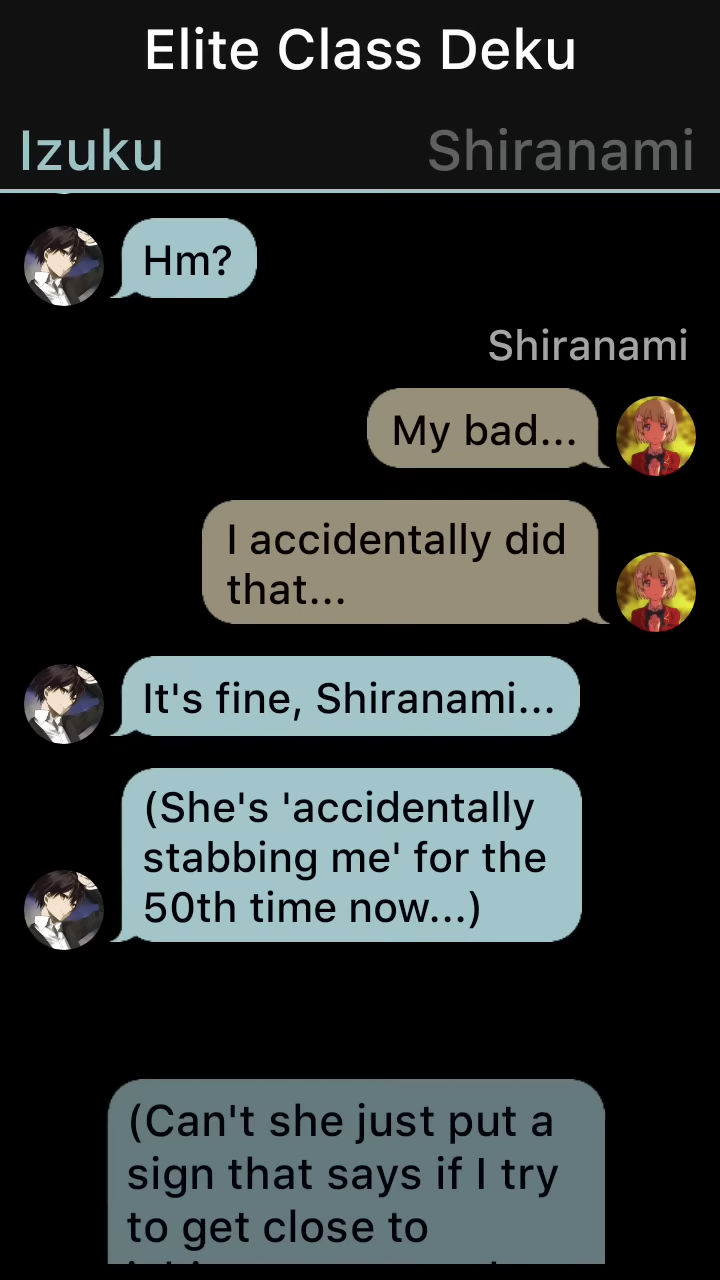 Elite Class Deku
Izuku
Shiranami
Hm?
Shiranami
My bad...
I accidentally did
that...
It's fine, Shiranami...
(She's 'accidentally
stabbing me' for the
50th time now...)
(Can't she just put a
sign that says if I try
to get close to